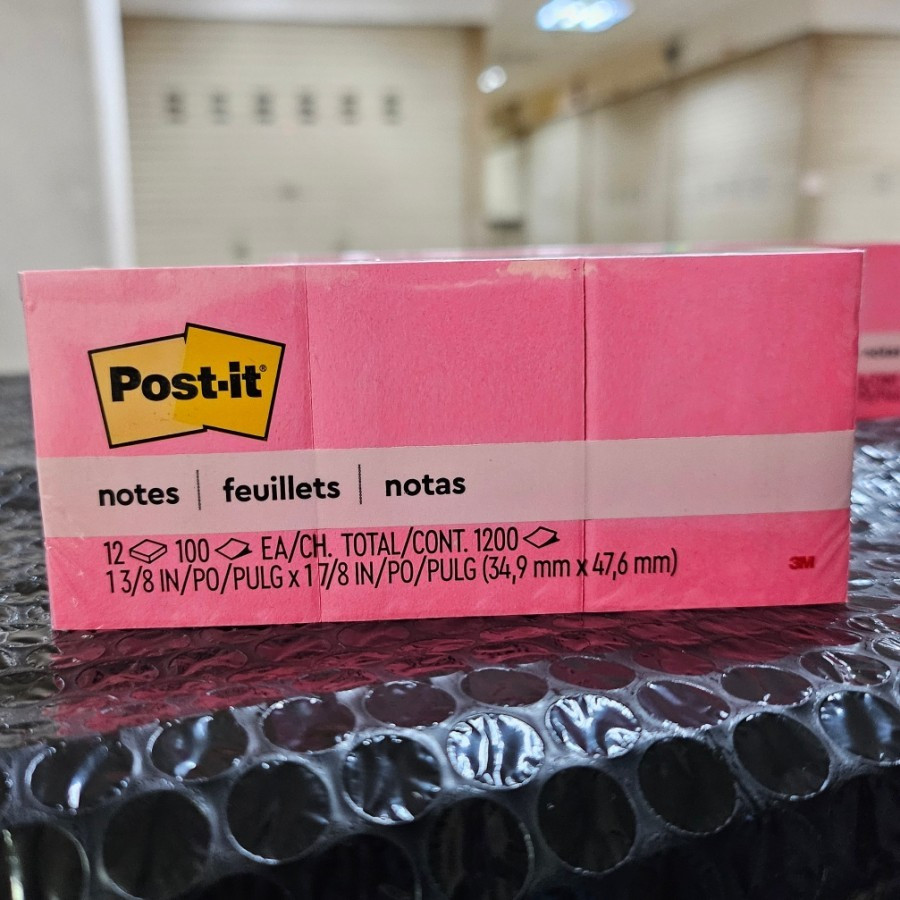 Post-it®
notes | feuillets | notas
12 100 EA/CH. TOTAL/CONT. 1200
1 3/8 IN/PO/PULG x 1 7/8 IN/PO/PULG (34,9 mm x 47,6 mm)
3M
notas